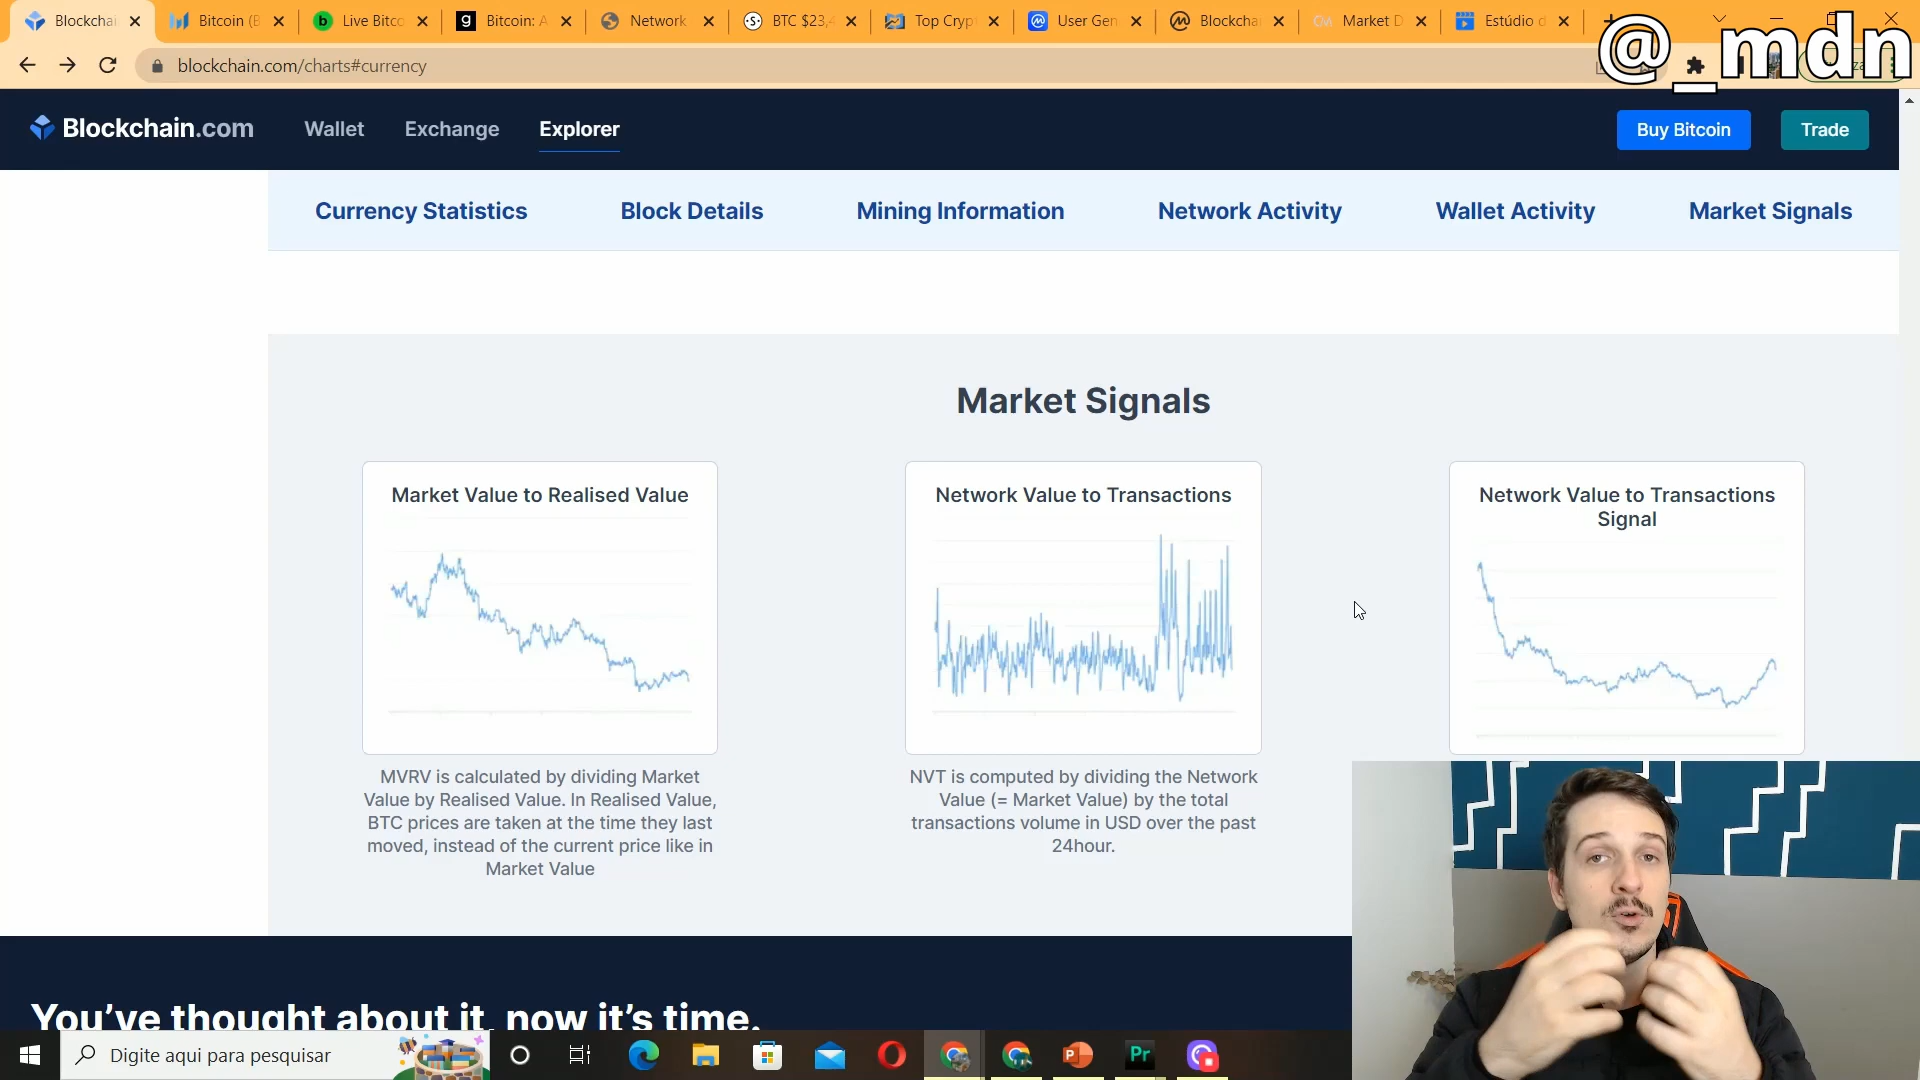 Blockchai
Bitcoin (B
Live Bitco
Bitcoin: A
Network
BTC $23,4
Top Cryp
User Gen
Blockchai
Market D
Estúdio d
@_mdn
blockchain.com/charts#currency
Blockchain.com
Wallet
Exchange
Explorer
Buy Bitcoin
Trade
Currency Statistics
Block Details
Mining Information
Network Activity
Wallet Activity
Market Signals
Market Signals
Market Value to Realised Value
MVRV is calculated by dividing Market
Value by Realised Value. In Realised Value,
BTC prices are taken at the time they last
moved, instead of the current price like in
Market Value
Network Value to Transactions
NVT is computed by dividing the Network
Value (= Market Value) by the total
transactions volume in USD over the past
24hour.
Network Value to Transactions
Signal
You've thought about it, now it's time.
Digite aqui para pesquisar